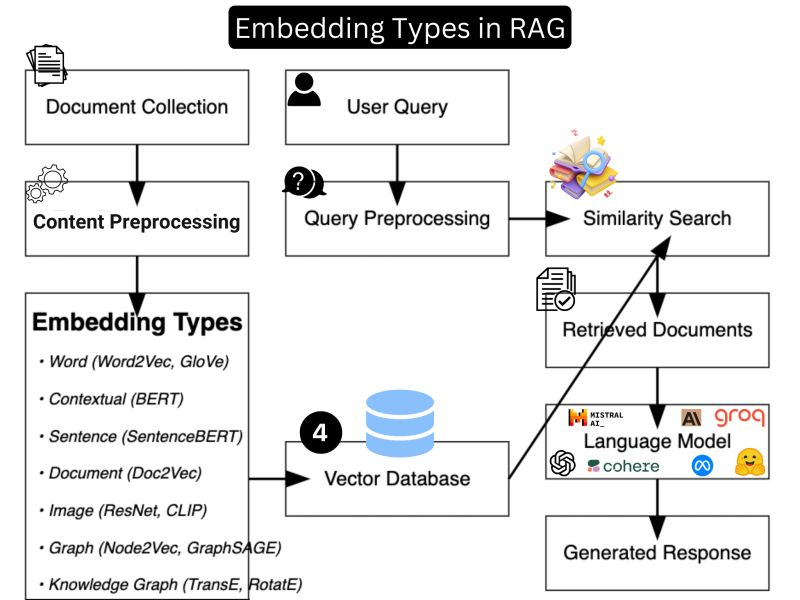 Embedding Types in RAG
Document Collection
User Query
Content Preprocessing
?
Query Preprocessing
Similarity Search
Embedding Types
• Word (Word2Vec, GloVe)
• Contextual (BERT)
• Sentence (SentenceBERT)
• Document (Doc2Vec)
• Image (ResNet, CLIP)
• Graph (Node2Vec, GraphSAGE)
• Knowledge Graph (TransE, RotatE)
4
Vector Database
Retrieved Documents
MISTRAL
AI_
A\
groq
Language Model
cohere
Generated Response